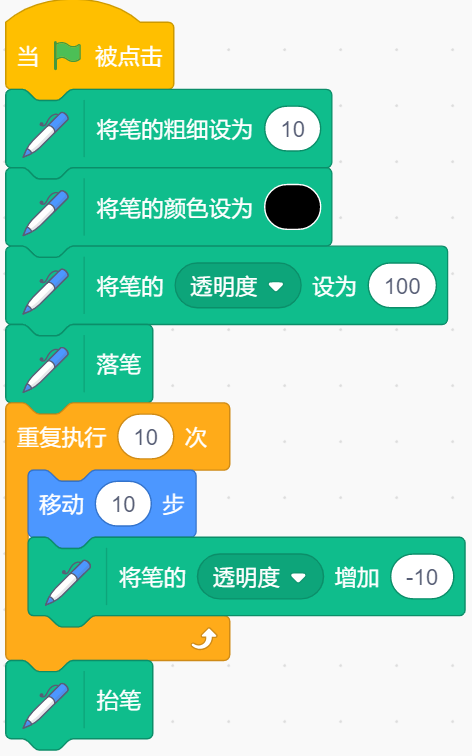 当 被点击
将笔的粗细设为 10
将笔的颜色设为
将笔的 透明度 设为 100
落笔
重复执行 10 次
移动 10 步
将笔的 透明度 增加 -10
抬笔